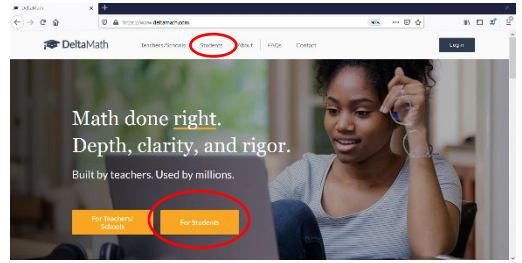 DeltaMath
https://www.deltamath.com
90%
DeltaMath
Teachers/Schools
Students
About
FAQs
Contact
Log In
Math done right.
Depth, clarity, and rigor.
Built by teachers. Used by millions.
For Teachers/
Schools
For Students